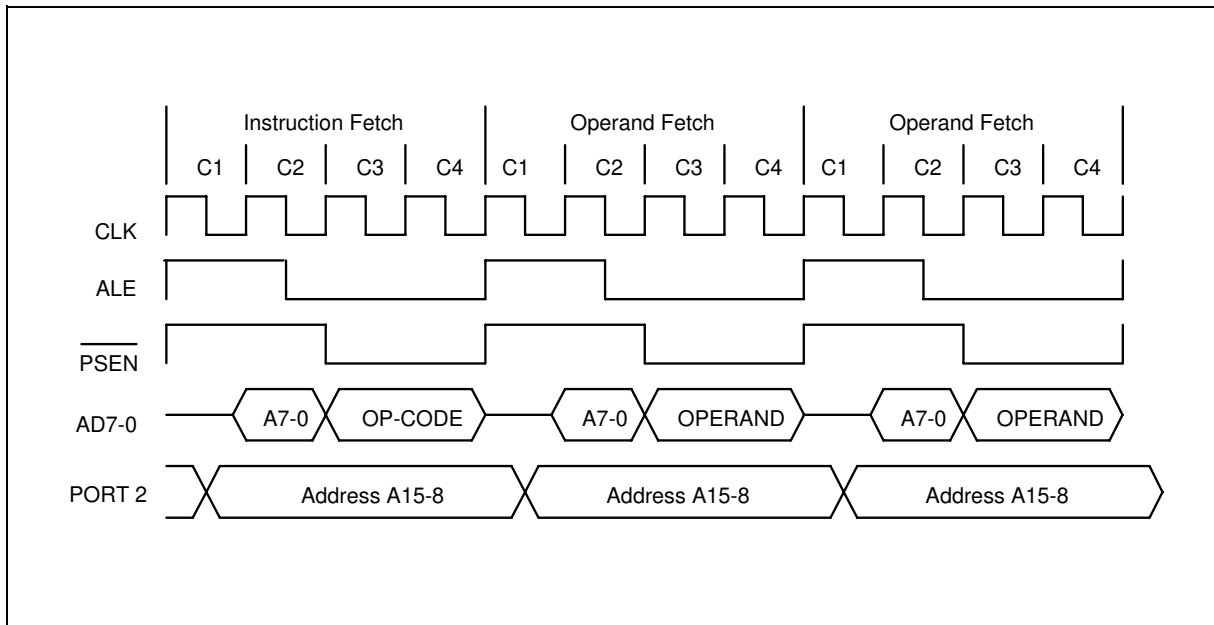 Instruction Fetch Operand Fetch Operand Fetch
C1 C2 C3 C4 C1 C2 C3 C4 C1 C2 C3 C4
CLK
ALE
PSEN
AD7-0 A7-0 OP-CODE A7-0 OPERAND A7-0 OPERAND
PORT 2 Address A15-8 Address A15-8 Address A15-8